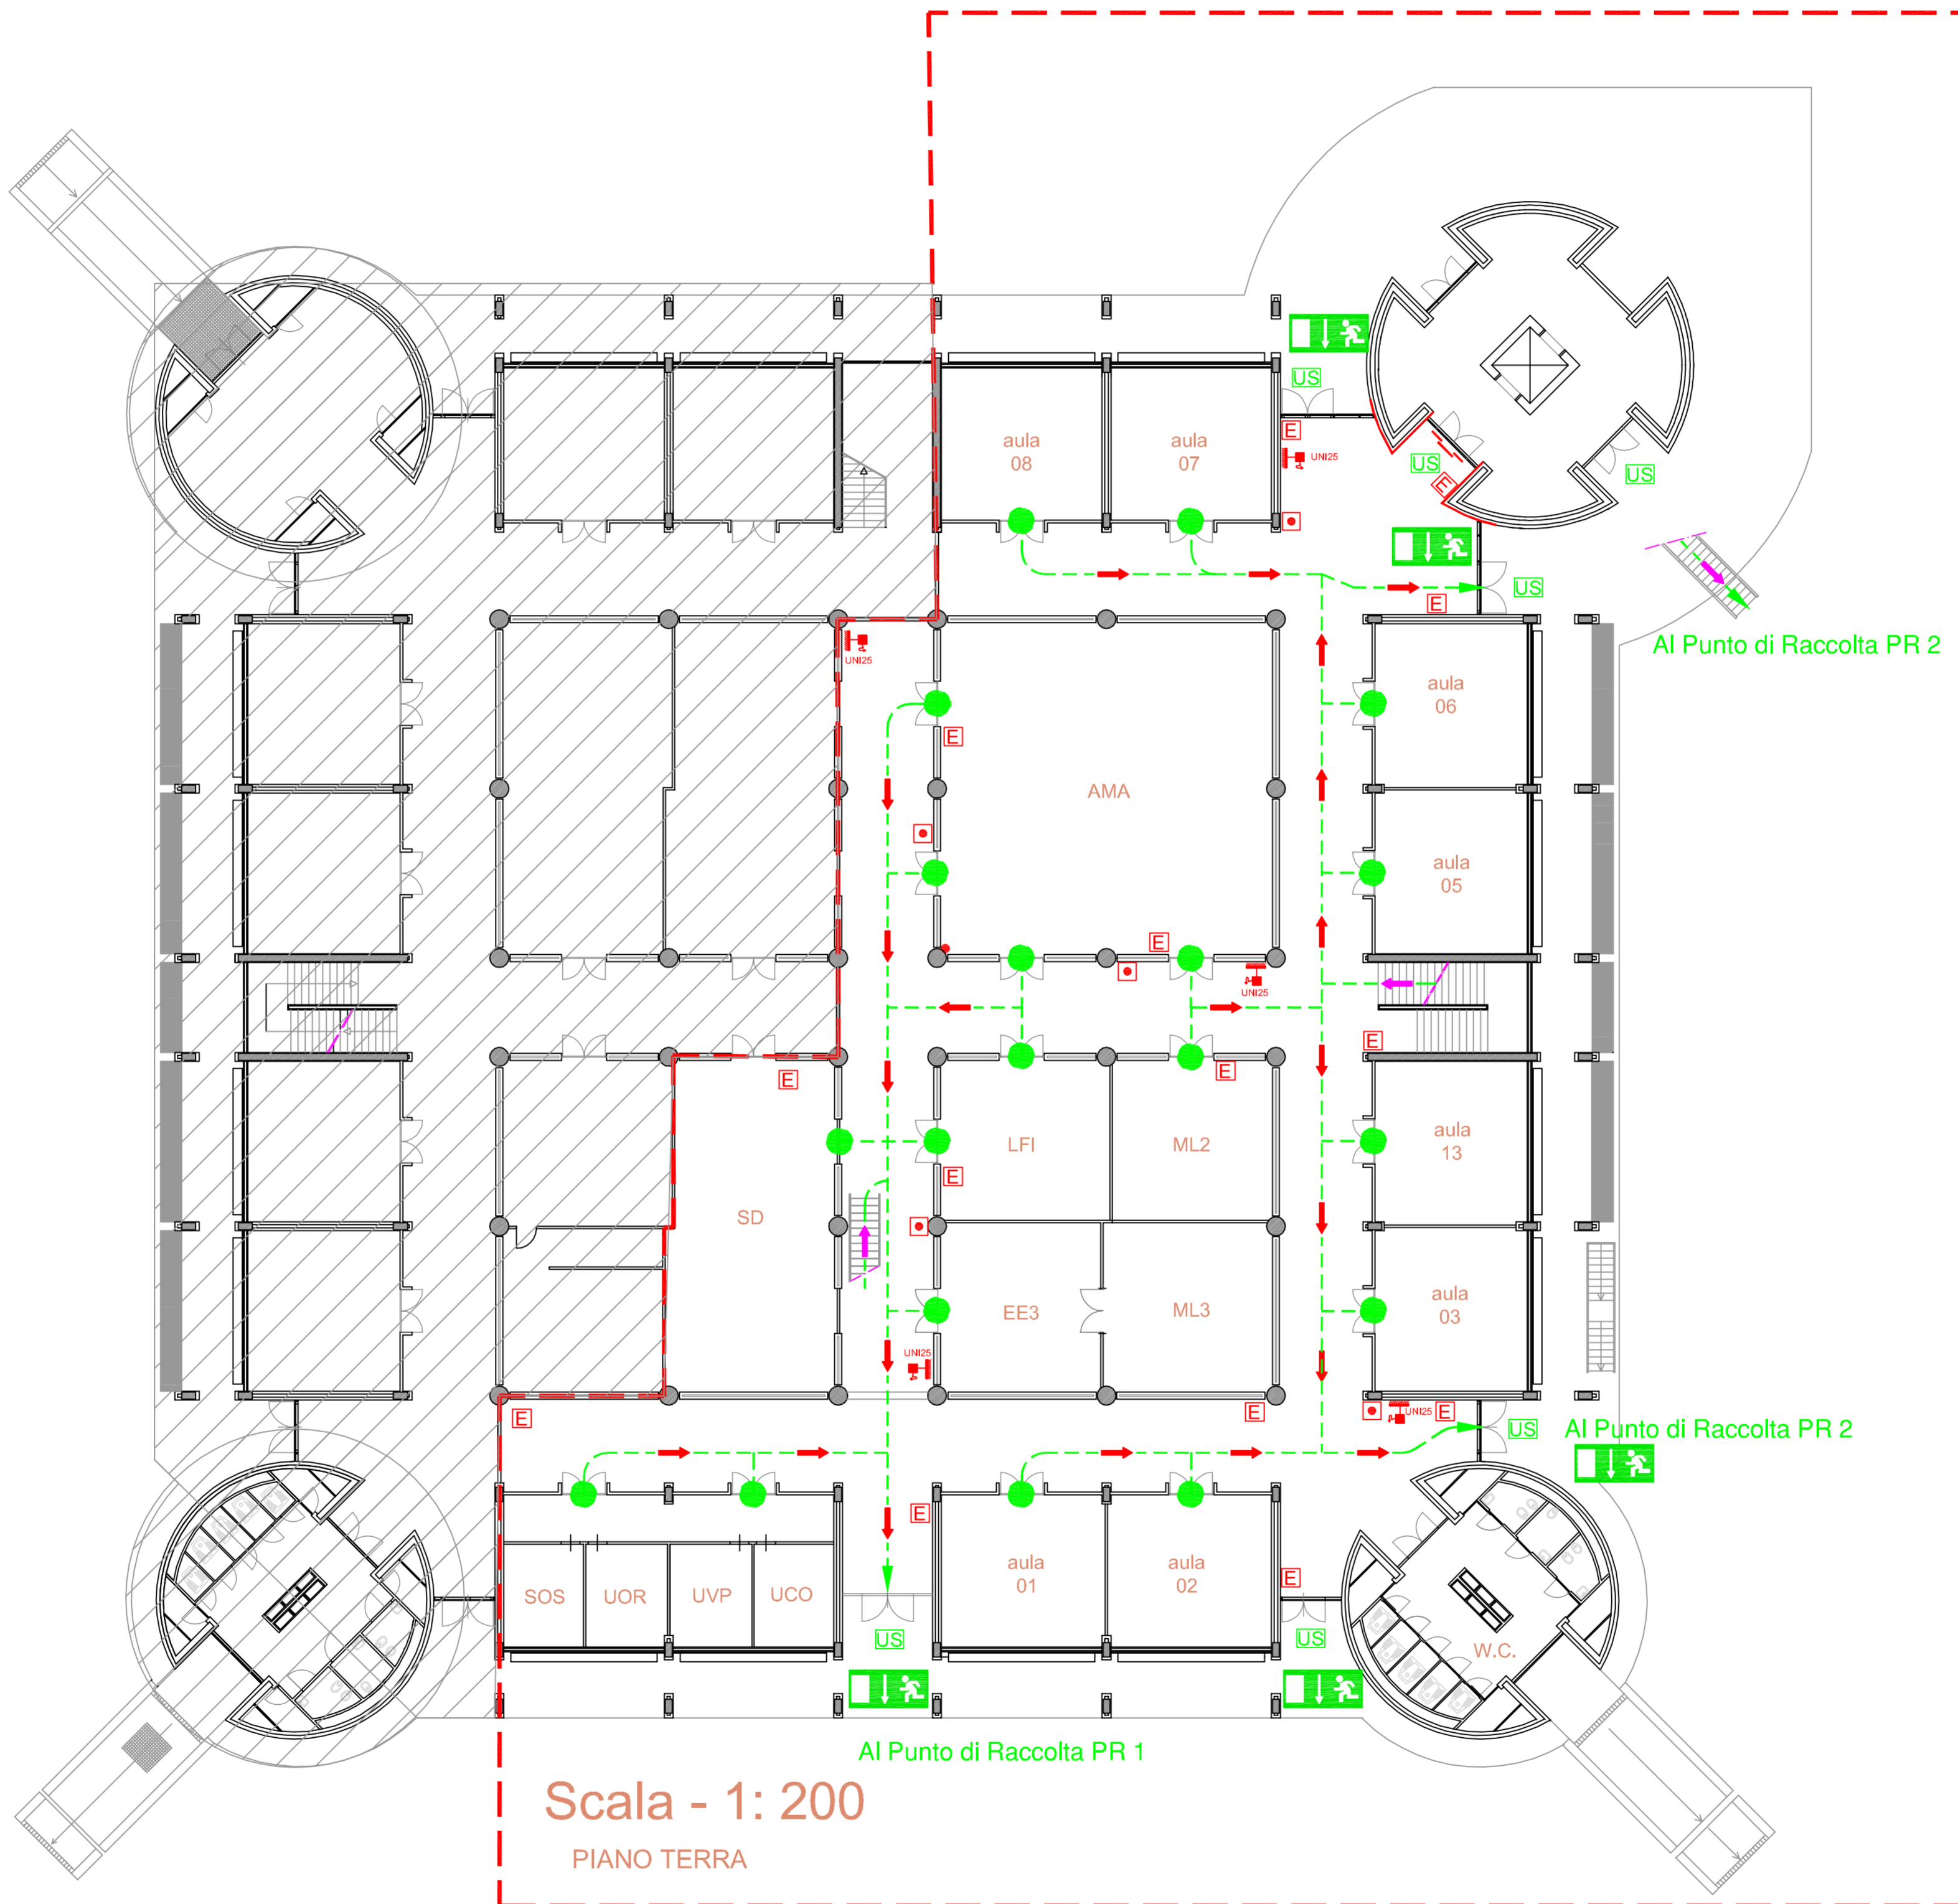 US
E
UNI25
aula
08
aula
07
US
E
US
US
E
Al Punto di Raccolta PR 2
UNI25
aula
06
E
AMA
aula
05
E
UNI25
E
E
E
LFI
ML2
aula
13
E
SD
EE3
ML3
aula
03
UNI25
E
E
UNI25
E
US
Al Punto di Raccolta PR 2
E
aula
01
aula
02
E
SOS
UOR
UVP
UCO
US
US
W.C.
Al Punto di Raccolta PR 1
Scala - 1: 200
PIANO TERRA